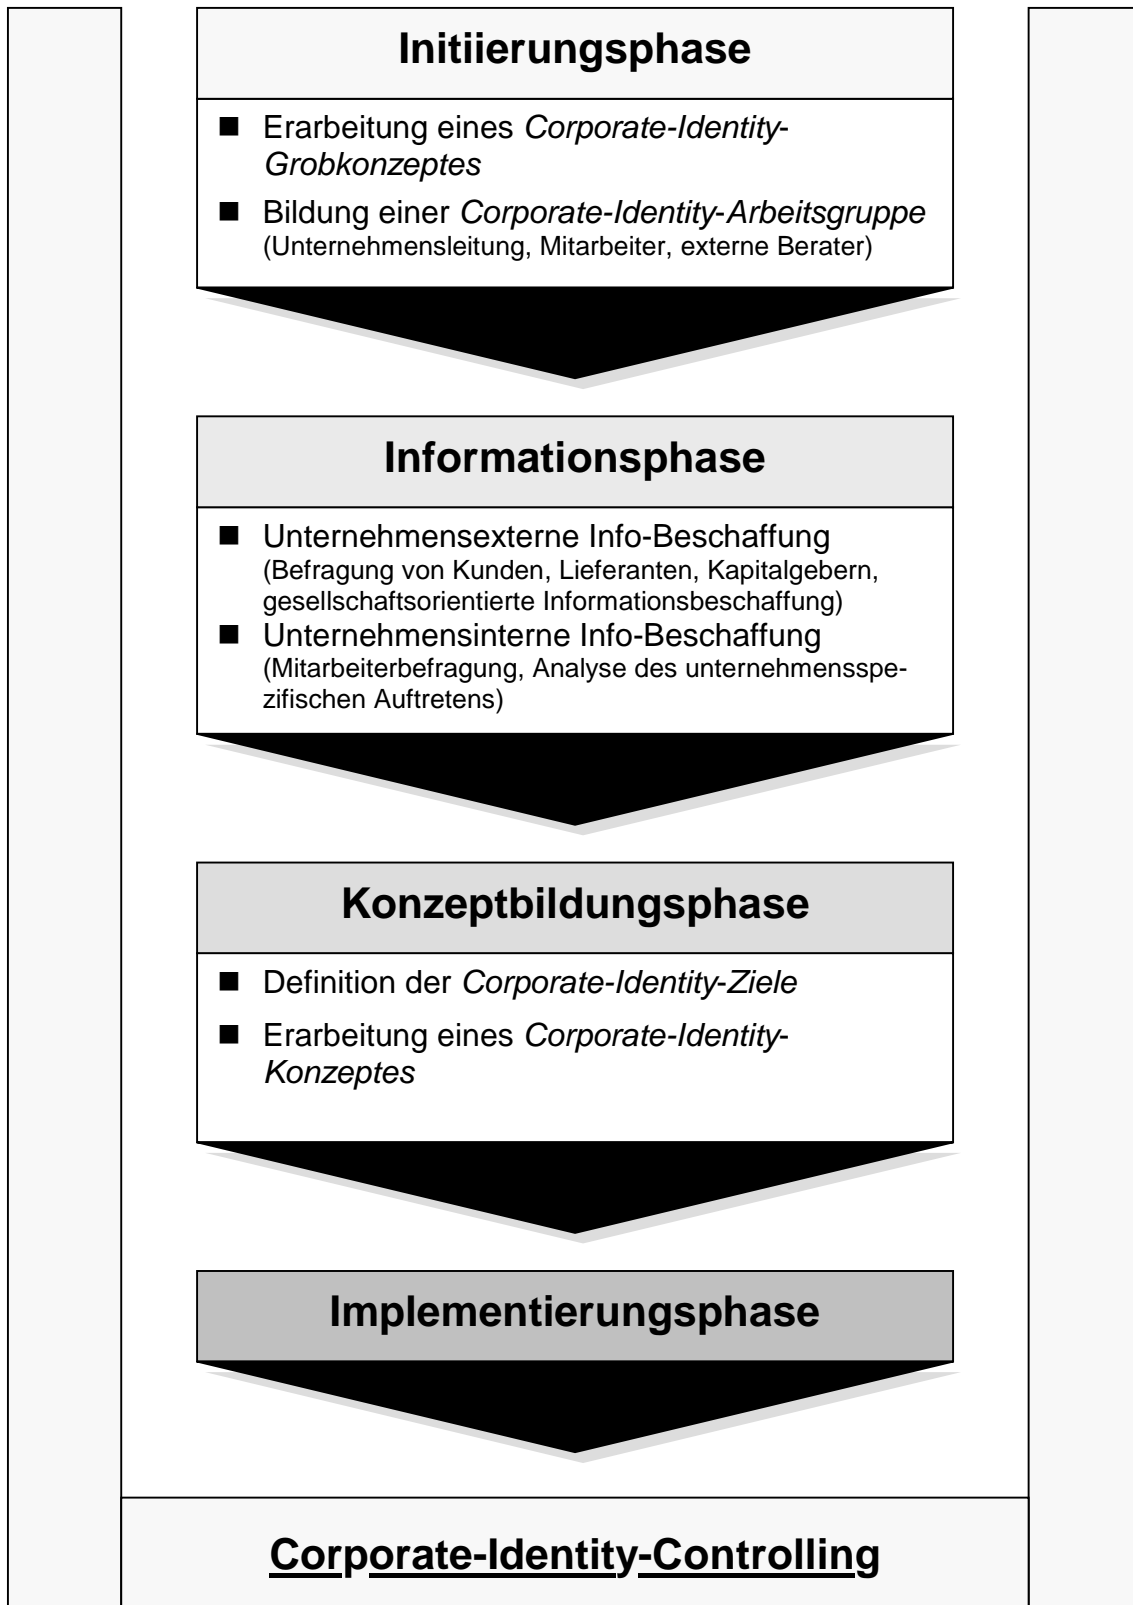 Initiierungsphase
■ Erarbeitung eines Corporate-Identity-
Grobkonzeptes
■ Bildung einer Corporate-Identity-Arbeitsgruppe
(Unternehmensleitung, Mitarbeiter, externe Berater)
Informationsphase
■ Unternehmensexterne Info-Beschaffung
(Befragung von Kunden, Lieferanten, Kapitalgebern,
gesellschaftsorientierte Informationsbeschaffung)
■ Unternehmensinterne Info-Beschaffung
(Mitarbeiterbefragung, Analyse des unternehmensspe-
zifischen Auftretens)
Konzeptbildungsphase
■ Definition der Corporate-Identity-Ziele
■ Erarbeitung eines Corporate-Identity-
Konzeptes
Implementierungsphase
Corporate-Identity-Controlling